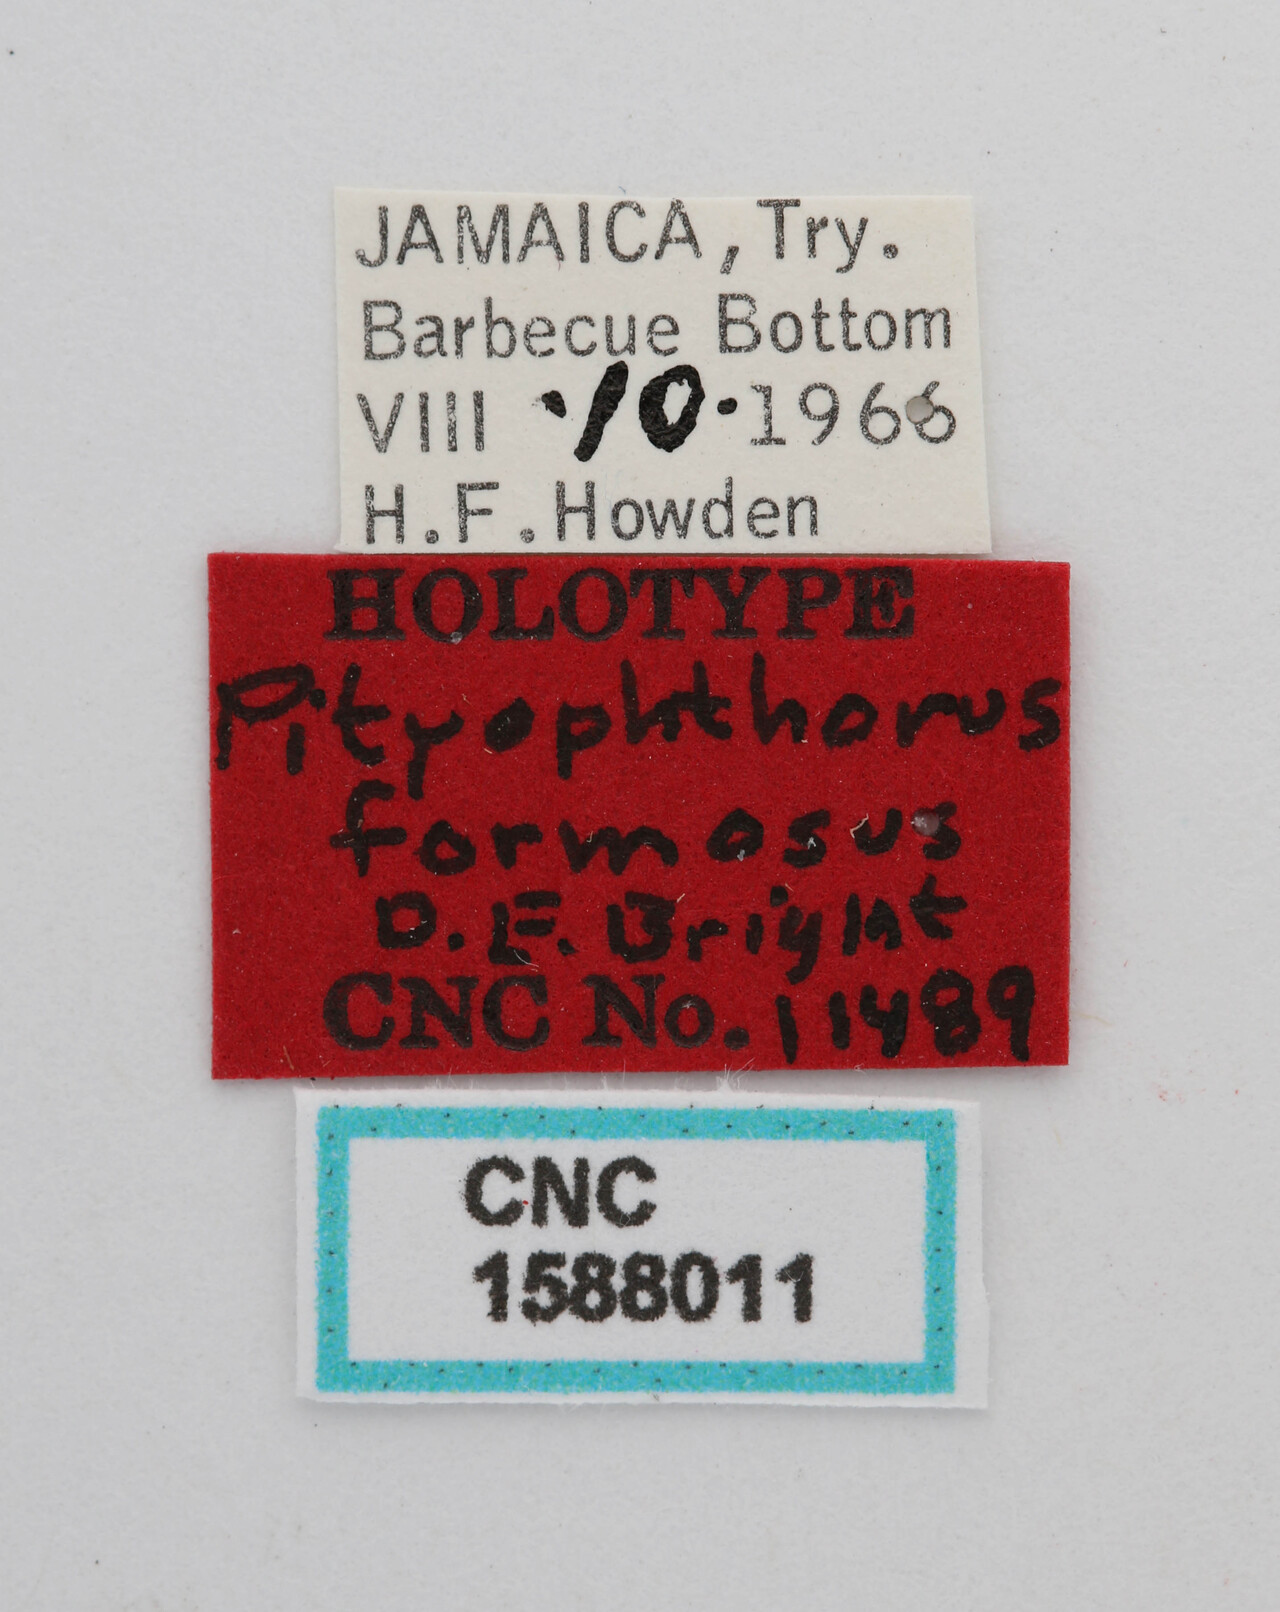 JAMAICA, Try.
Barbecue Bottom
VIII ·10· 1966
H.F. Howden
HOLOTYPE
Pityophthorus
formosus
D.E. Bright
CNC No. 11489
CNC
1588011